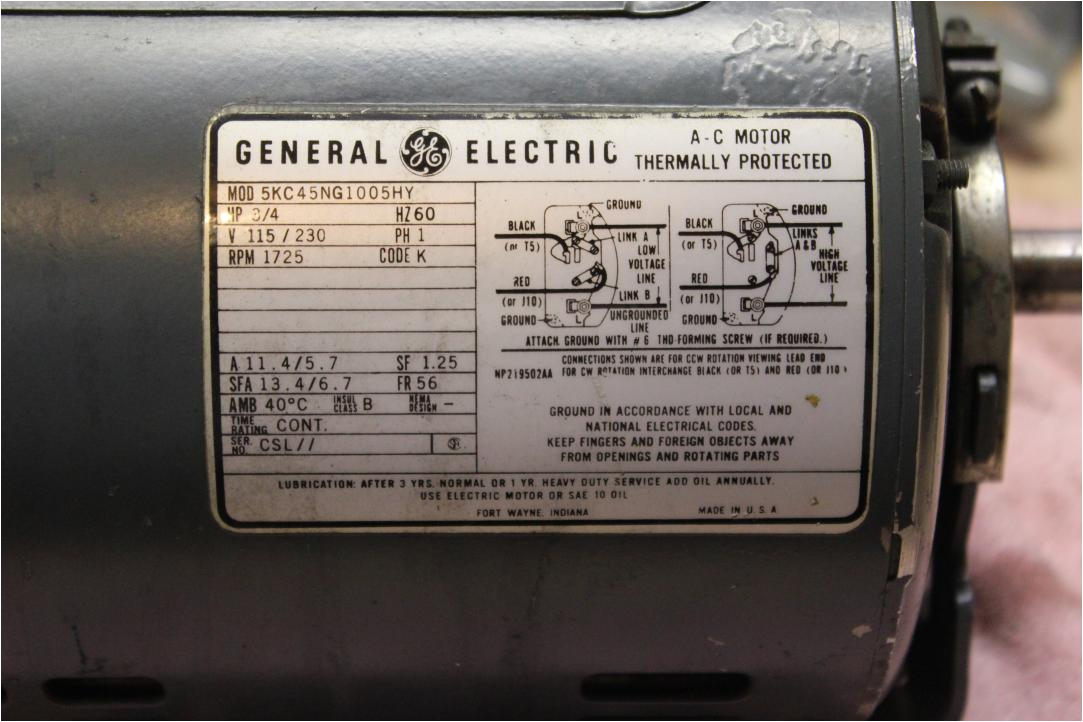 GENERAL GE ELECTRIC
A-C MOTOR
THERMALLY PROTECTED
MOD 5KC45NG1005HY
HP 3/4 HZ 60
V 115/230 PH 1
RPM 1725 CODE K
A 11.4/5.7 SF 1.25
SFA 13.4/6.7 FR 56
AMB 40°C INSUL CLASS B NEMA DESIGN -
TIME RATING CONT.
SER. NO. CSL//
GROUND
BLACK
(or T5)
LINK A
LOW
VOLTAGE
LINE
RED
(or J10)
LINK B
L
L
GROUND
UNGROUNDED
LINE
GROUND
BLACK
(or T5)
LINKS
A&B
HIGH
VOLTAGE
LINE
RED
(or J10)
L
L
GROUND
ATTACH GROUND WITH # 6 THD-FORMING SCREW (IF REQUIRED.)
CONNECTIONS SHOWN ARE FOR CCW ROTATION VIEWING LEAD END
NP219502AA FOR CW ROTATION INTERCHANGE BLACK (OR T5) AND RED (OR J10)
GROUND IN ACCORDANCE WITH LOCAL AND
NATIONAL ELECTRICAL CODES.
KEEP FINGERS AND FOREIGN OBJECTS AWAY
FROM OPENINGS AND ROTATING PARTS
LUBRICATION: AFTER 3 YRS. NORMAL OR 1 YR. HEAVY DUTY SERVICE ADD OIL ANNUALLY.
USE ELECTRIC MOTOR OR SAE 10 OIL
FORT WAYNE, INDIANA MADE IN U.S.A